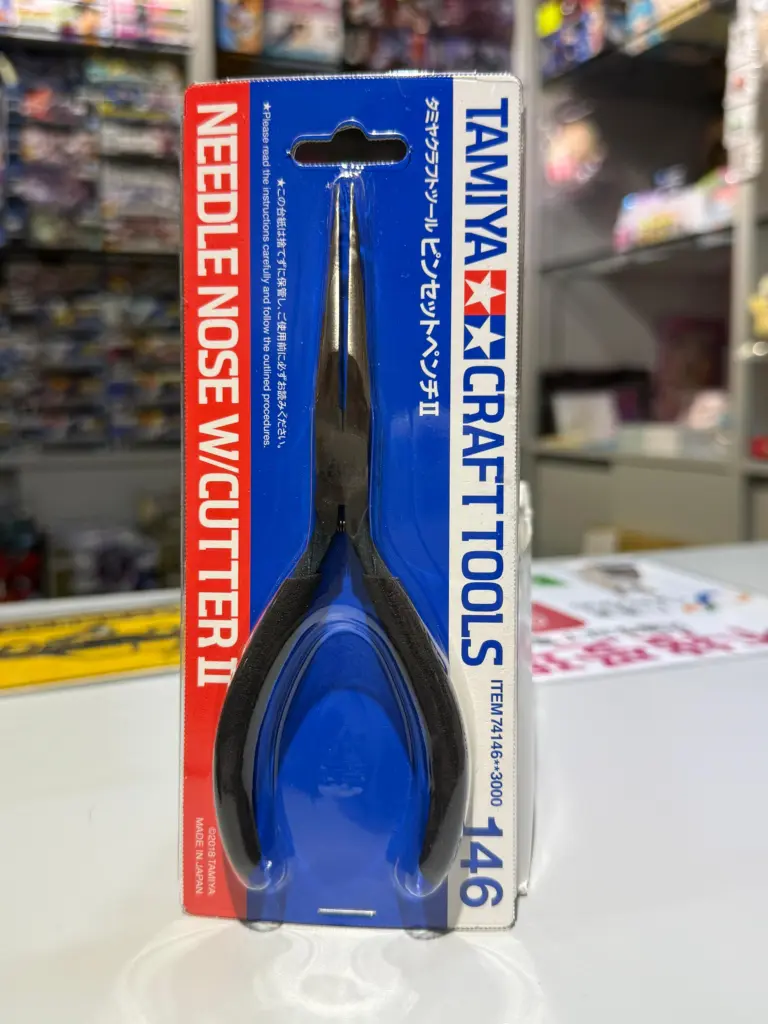 TAMIYA CRAFT TOOLS
ITEM 74146**3000
146
タミヤクラフトツール ピンセットペンチⅡ
★この台紙は捨てずに保管し、ご使用前に必ずお読みください。
★Please read the instructions carefully and follow the outlined procedures.
NEEDLE NOSE W/CUTTER Ⅱ
©2018 TAMIYA
MADE IN JAPAN